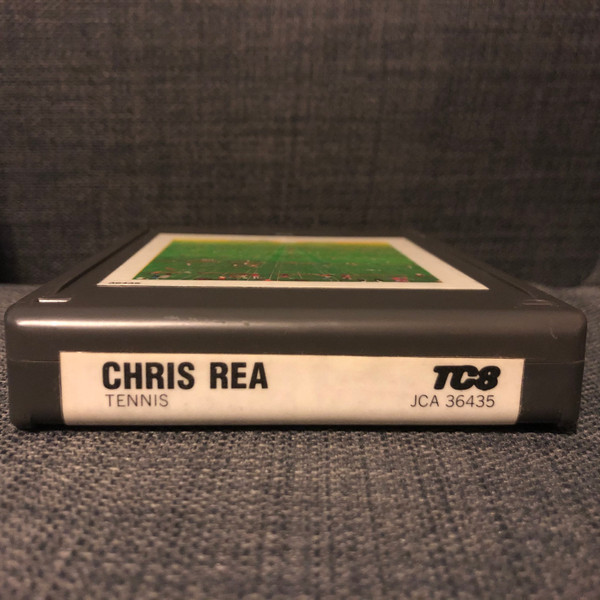 CHRIS REA
TENNIS
TC8
JCA 36435